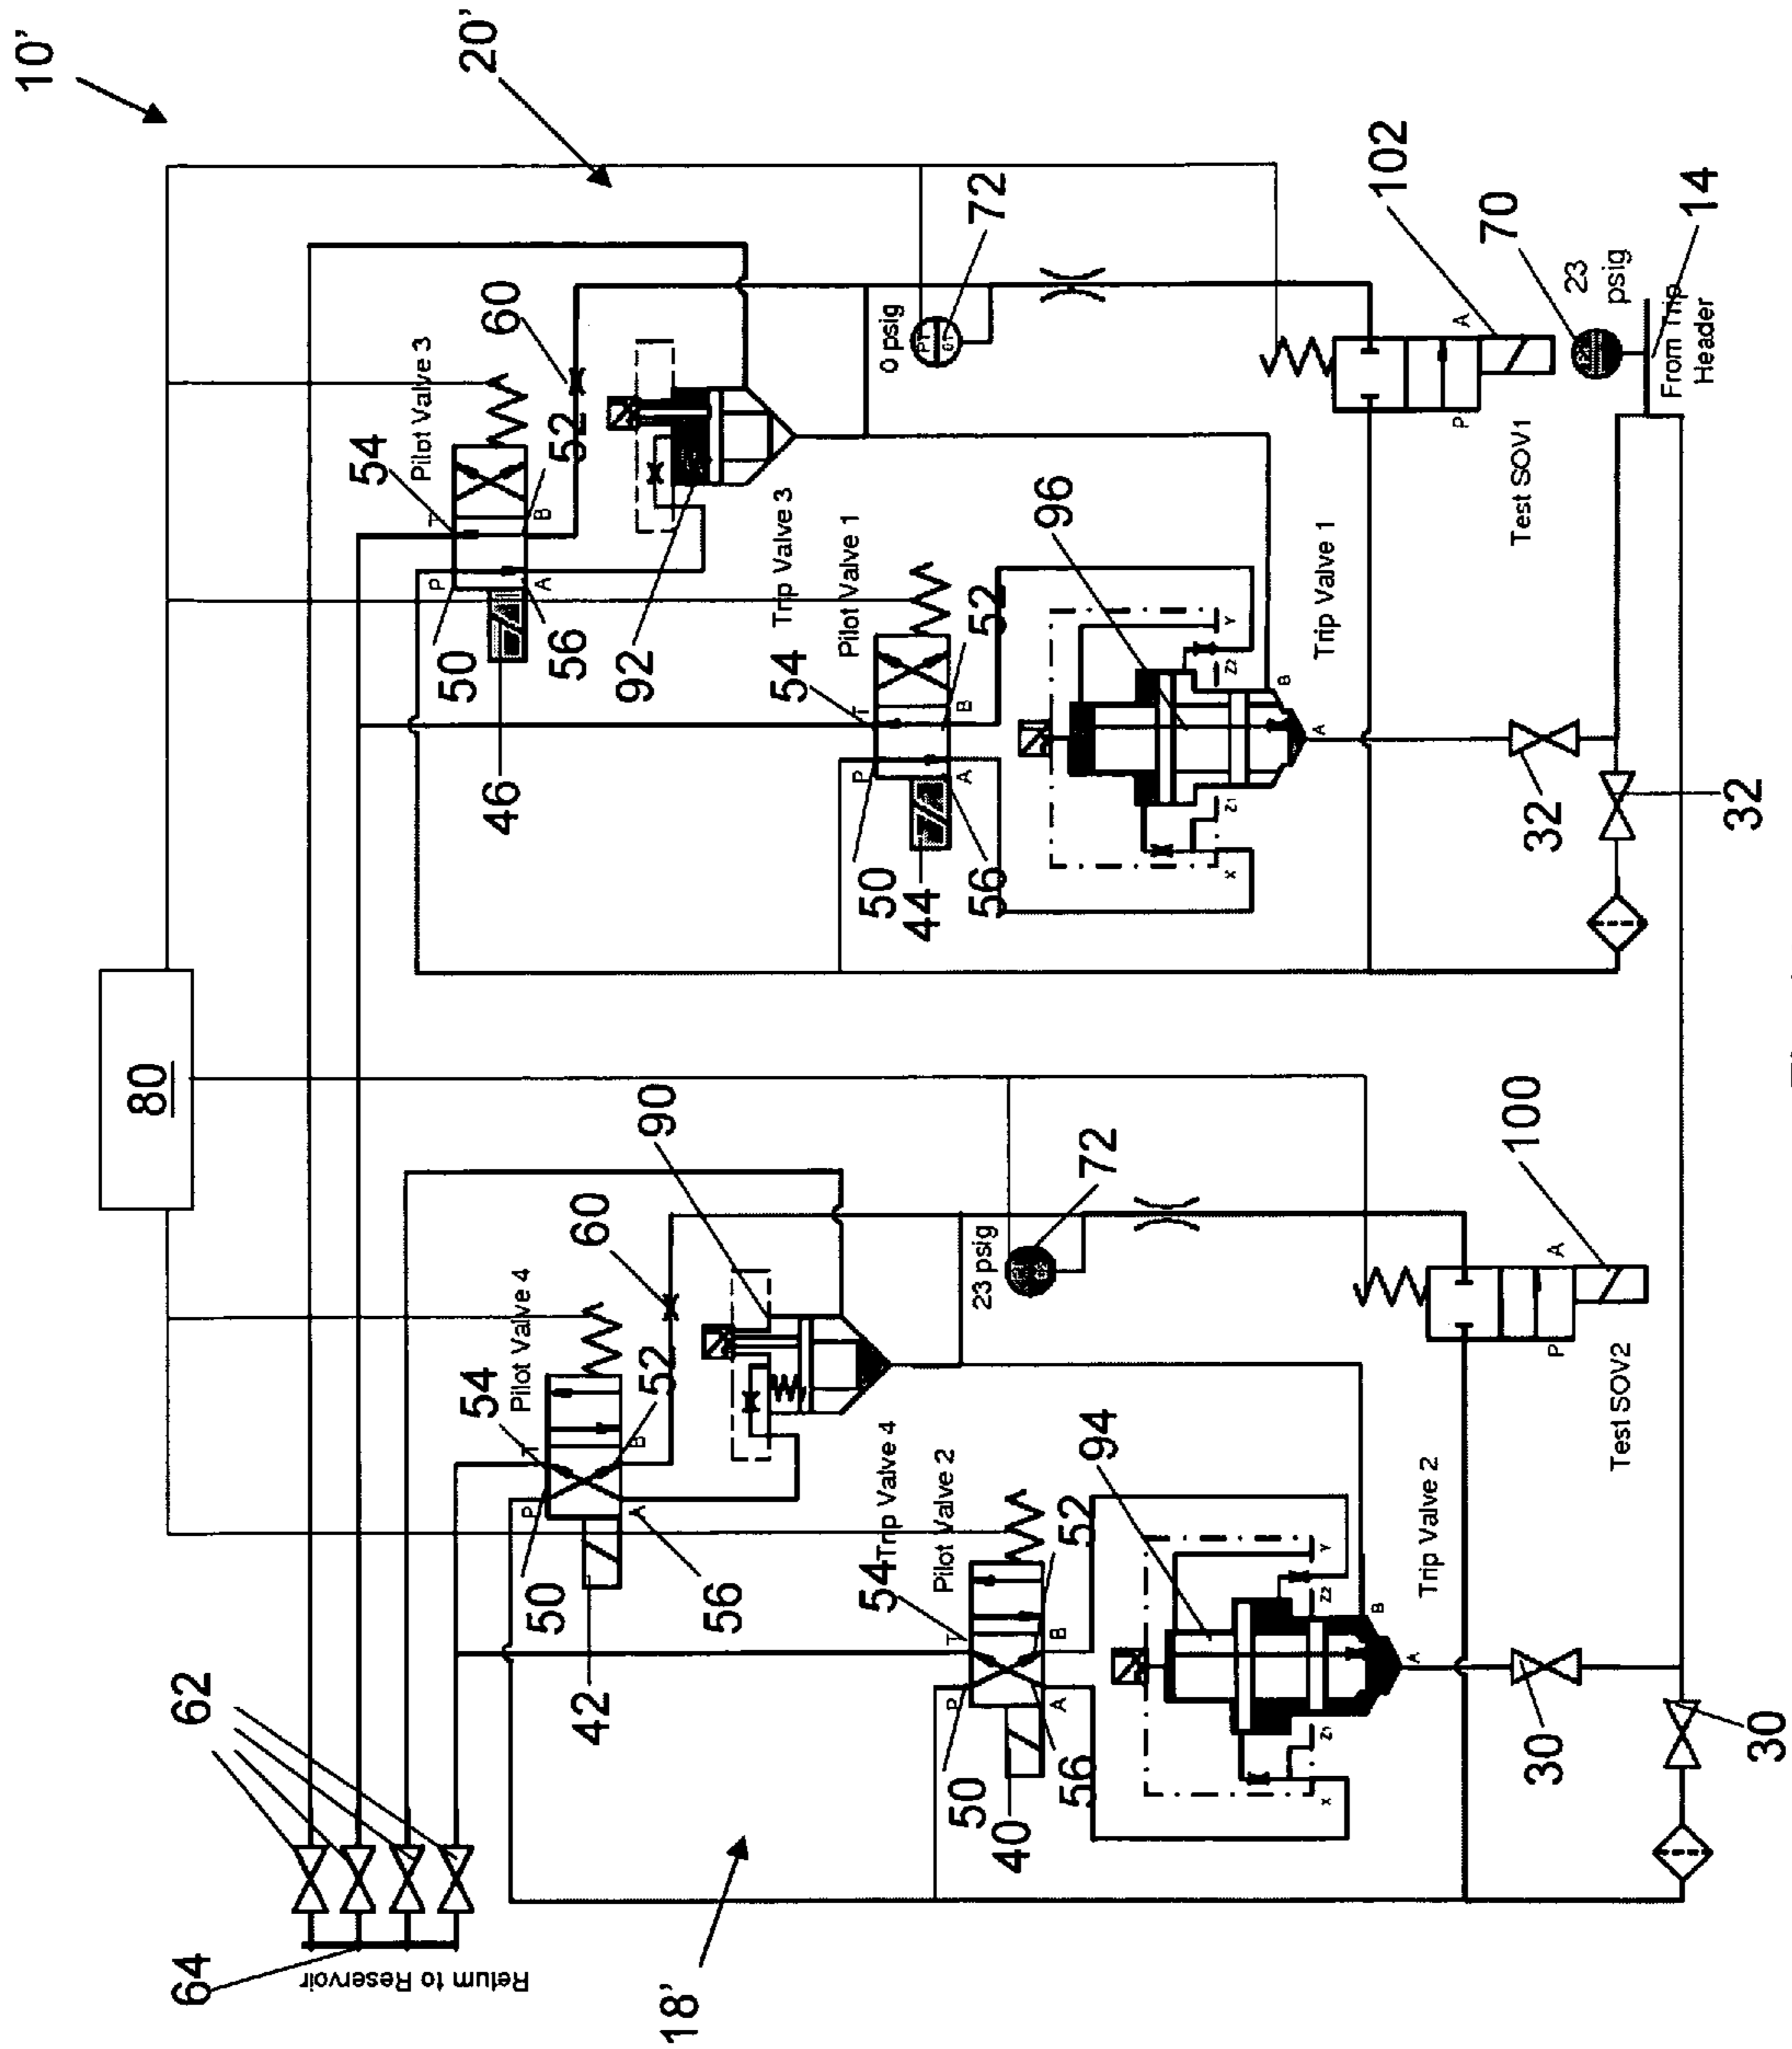 10'
20'
80
Pilot Valve 3
54
60
52
T
B
P
A
50
46
56
92
Trip Valve 3
0 psig
72
102
70
23
psig
14
From Trip
Header
A
P
Test SOV1
Pilot Valve 1
54
52
T
B
P
A
50
44
56
96
Y
Z2
B
A
Z1
X
Trip Valve 1
32
32
90
60
Pilot Valve 4
54
52
T
B
P
A
50
42
56
Trip Valve 4
23 psig
72
100
A
P
Test SOV2
Pilot Valve 2
54
52
T
B
P
A
50
40
56
94
Y
Z2
B
A
Z1
X
Trip Valve 2
30
30
62
64
Return to Reservoir
18'